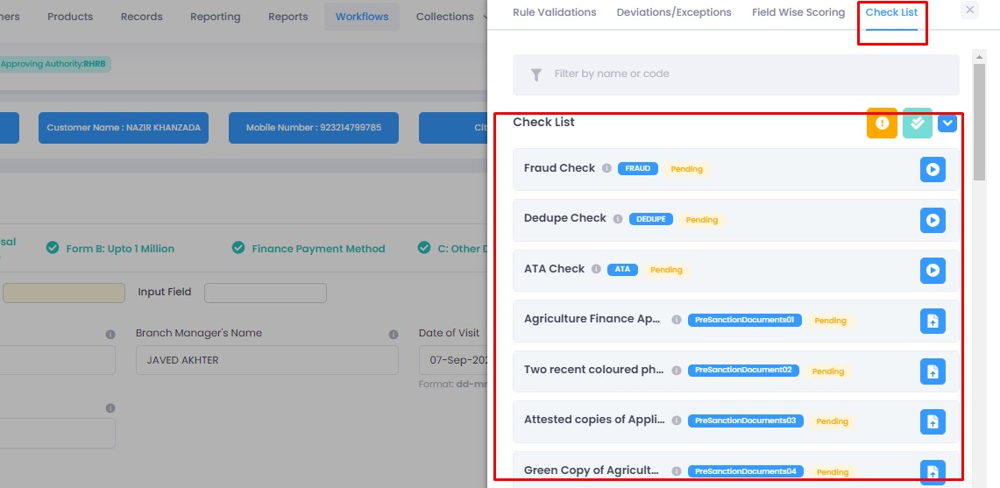 Products Records Reporting Reports Workflows Collections
Rule Validations Deviations/Exceptions Field Wise Scoring Check List
Approving Authority:RHRB
Filter by name or code
Customer Name : NAZIR KHANZADA Mobile Number : 923214799785
Check List
Fraud Check FRAUD Pending
Dedupe Check DEDUPE Pending
Form B: Upto 1 Million Finance Payment Method C: Other
ATA Check ATA Pending
Input Field
Agriculture Finance Ap... PreSanctionDocuments01 Pending
Branch Manager's Name Date of Visit
JAVED AKHTER 07-Sep-202
Two recent coloured ph... PreSanctionDocument02 Pending
Format: dd-mm
Attested copies of Appli... PreSanctionDocuments03 Pending
Green Copy of Agricult... PreSanctionDocuments04 Pending